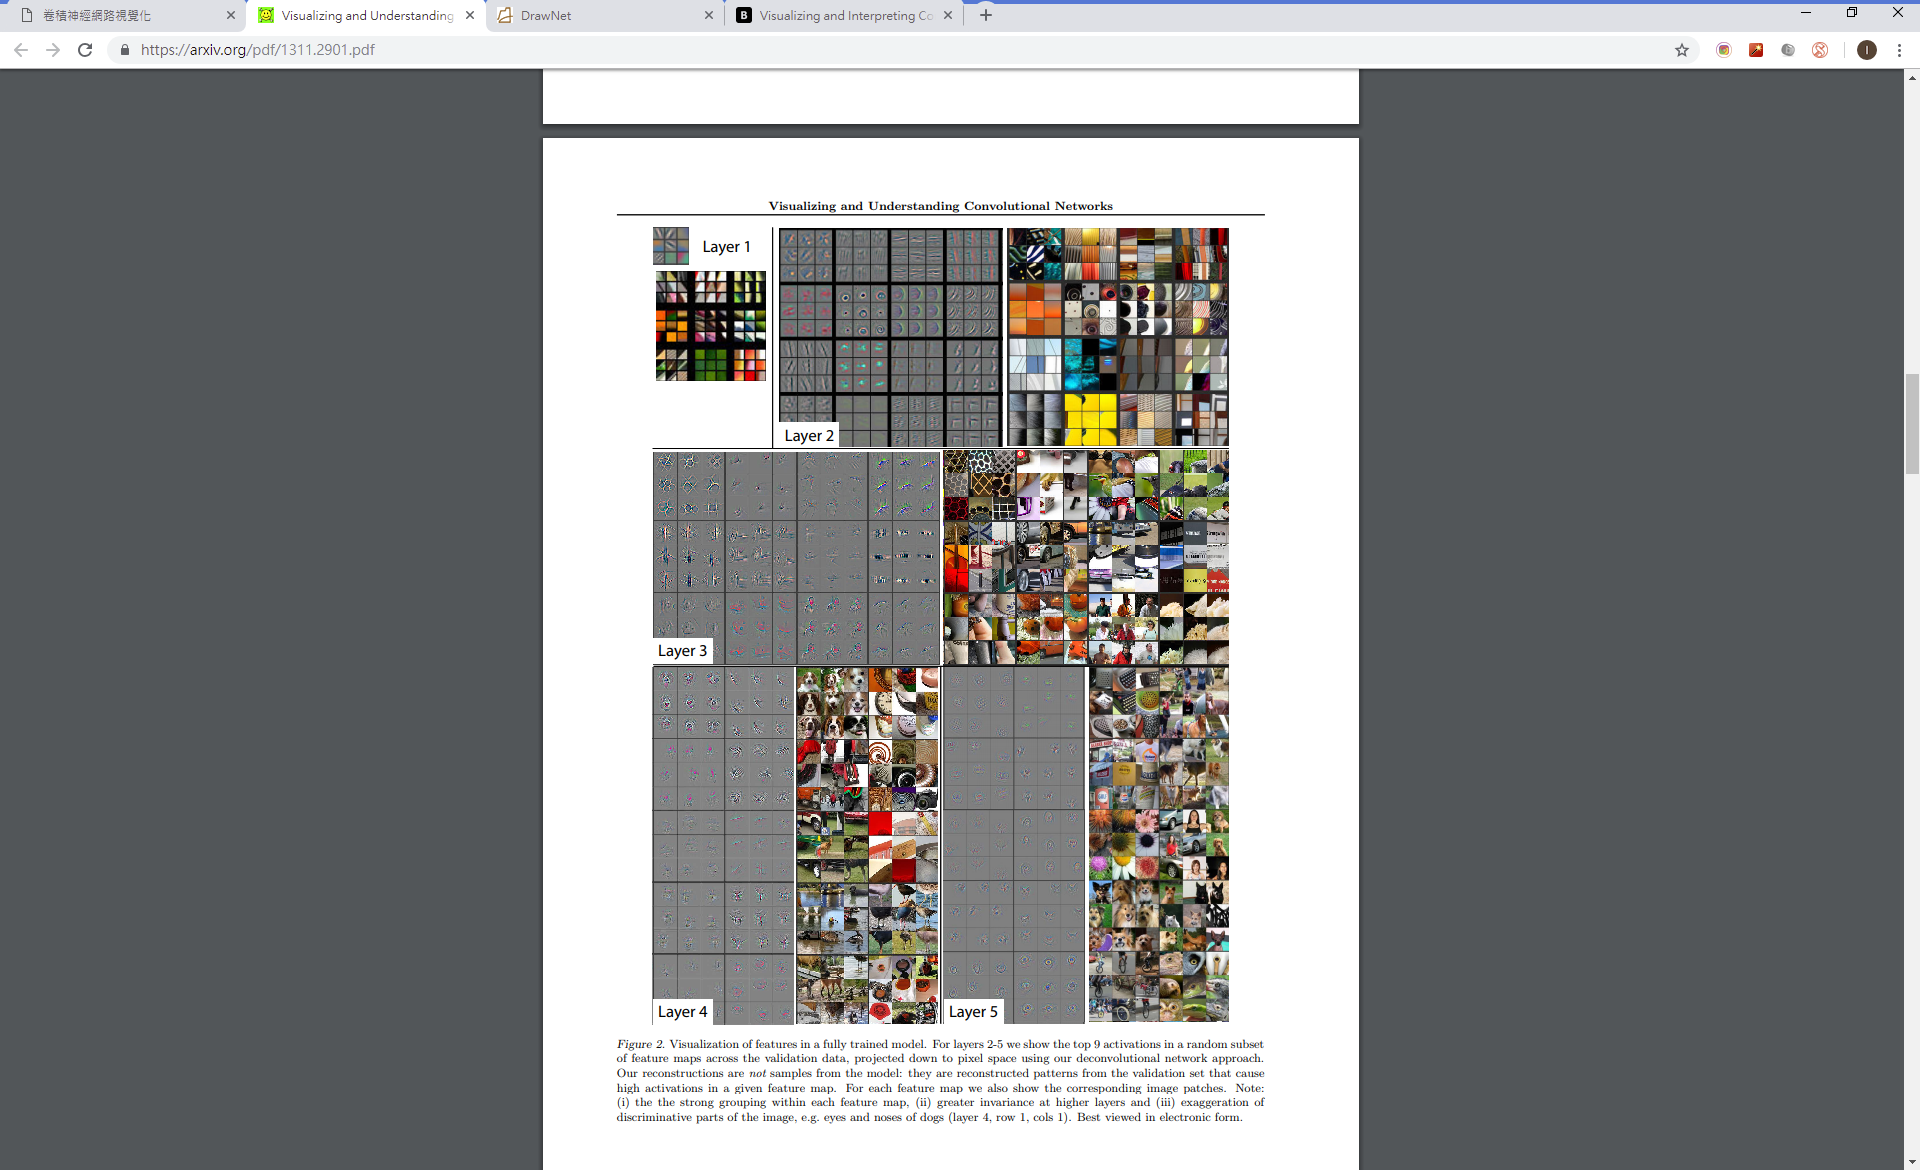 卷積神經網路視覺化
Visualizing and Understanding
DrawNet
Visualizing and Interpreting Co
https://arxiv.org/pdf/1311.2901.pdf
I
Visualizing and Understanding Convolutional Networks
Layer 1
Layer 2
Layer 3
Layer 4
Layer 5
Figure 2. Visualization of features in a fully trained model. For layers 2-5 we show the top 9 activations in a random subset
of feature maps across the validation data, projected down to pixel space using our deconvolutional network approach.
Our reconstructions are not samples from the model: they are reconstructed patterns from the validation set that cause
high activations in a given feature map. For each feature map we also show the corresponding image patches. Note:
(i) the the strong grouping within each feature map, (ii) greater invariance at higher layers and (iii) exaggeration of
discriminative parts of the image, e.g. eyes and noses of dogs (layer 4, row 1, cols 1). Best viewed in electronic form.